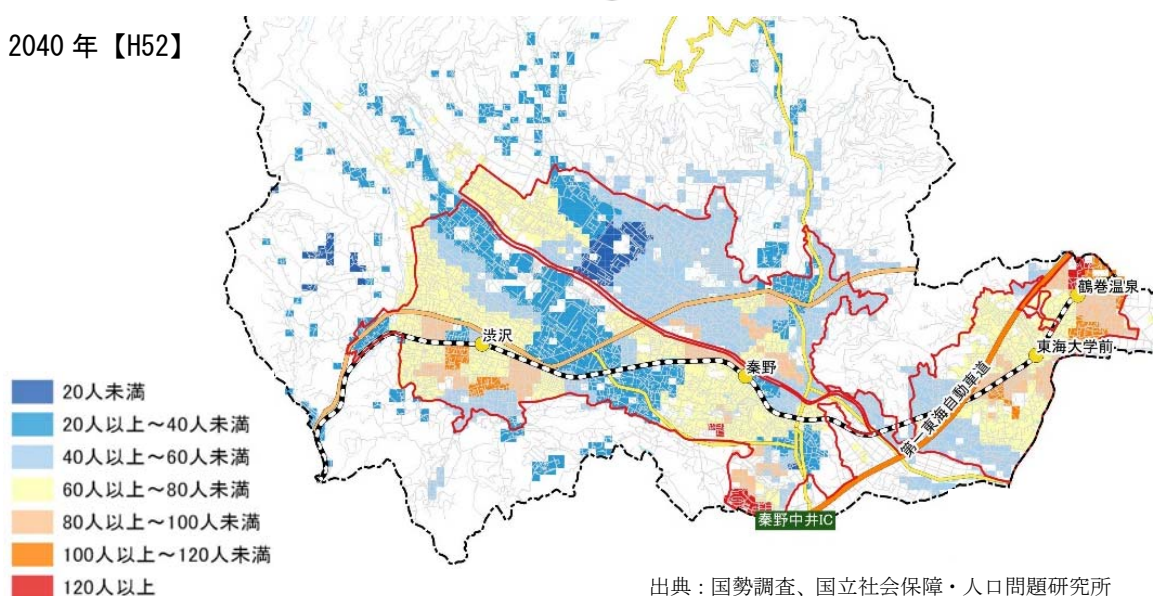 2040 年【H52】
鶴巻温泉
渋沢
東海大学前
秦野
第一東海自動車道
20人未満
20人以上～40人未満
40人以上～60人未満
60人以上～80人未満
80人以上～100人未満
100人以上～120人未満
120人以上
秦野中井IC
出典：国勢調査、国立社会保障・人口問題研究所